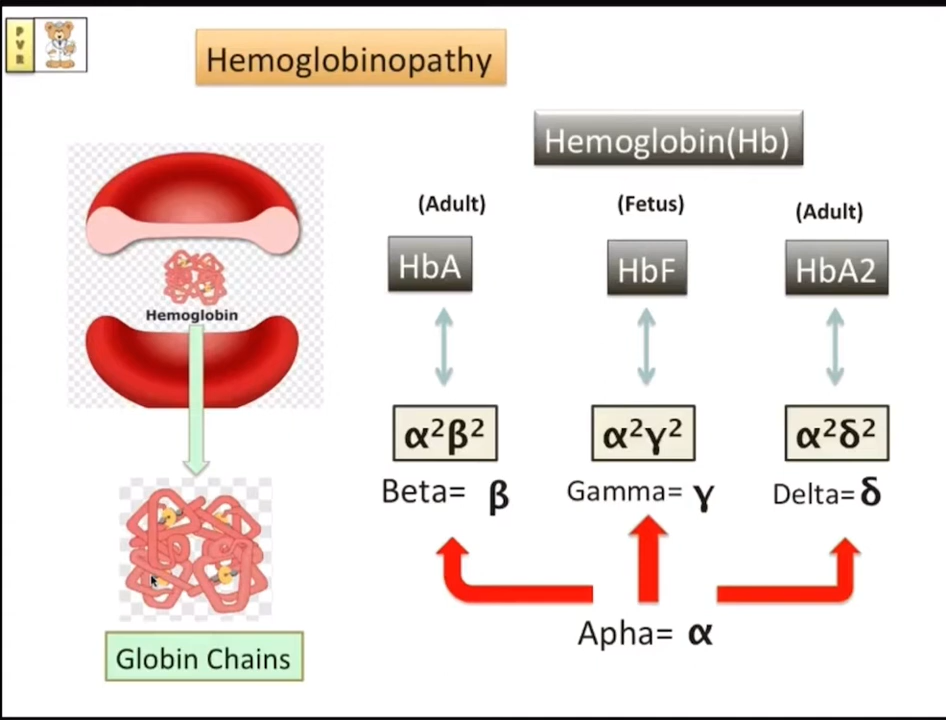 PVR
Hemoglobinopathy
Hemoglobin(Hb)
(Adult)
(Fetus)
(Adult)
HbA
HbF
HbA2
Hemoglobin
α²β²
α²γ²
α²δ²
Beta= β
Gamma= γ
Delta= δ
Apha= α
Globin Chains